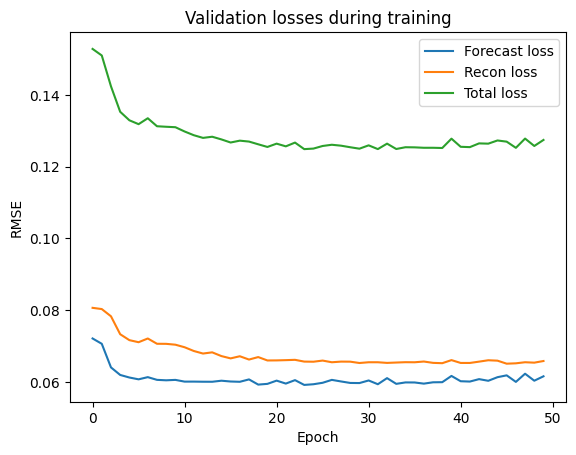 Validation losses during training
Forecast loss
Recon loss
Total loss
RMSE
0.14
0.12
0.10
0.08
0.06
0
10
20
30
40
50
Epoch